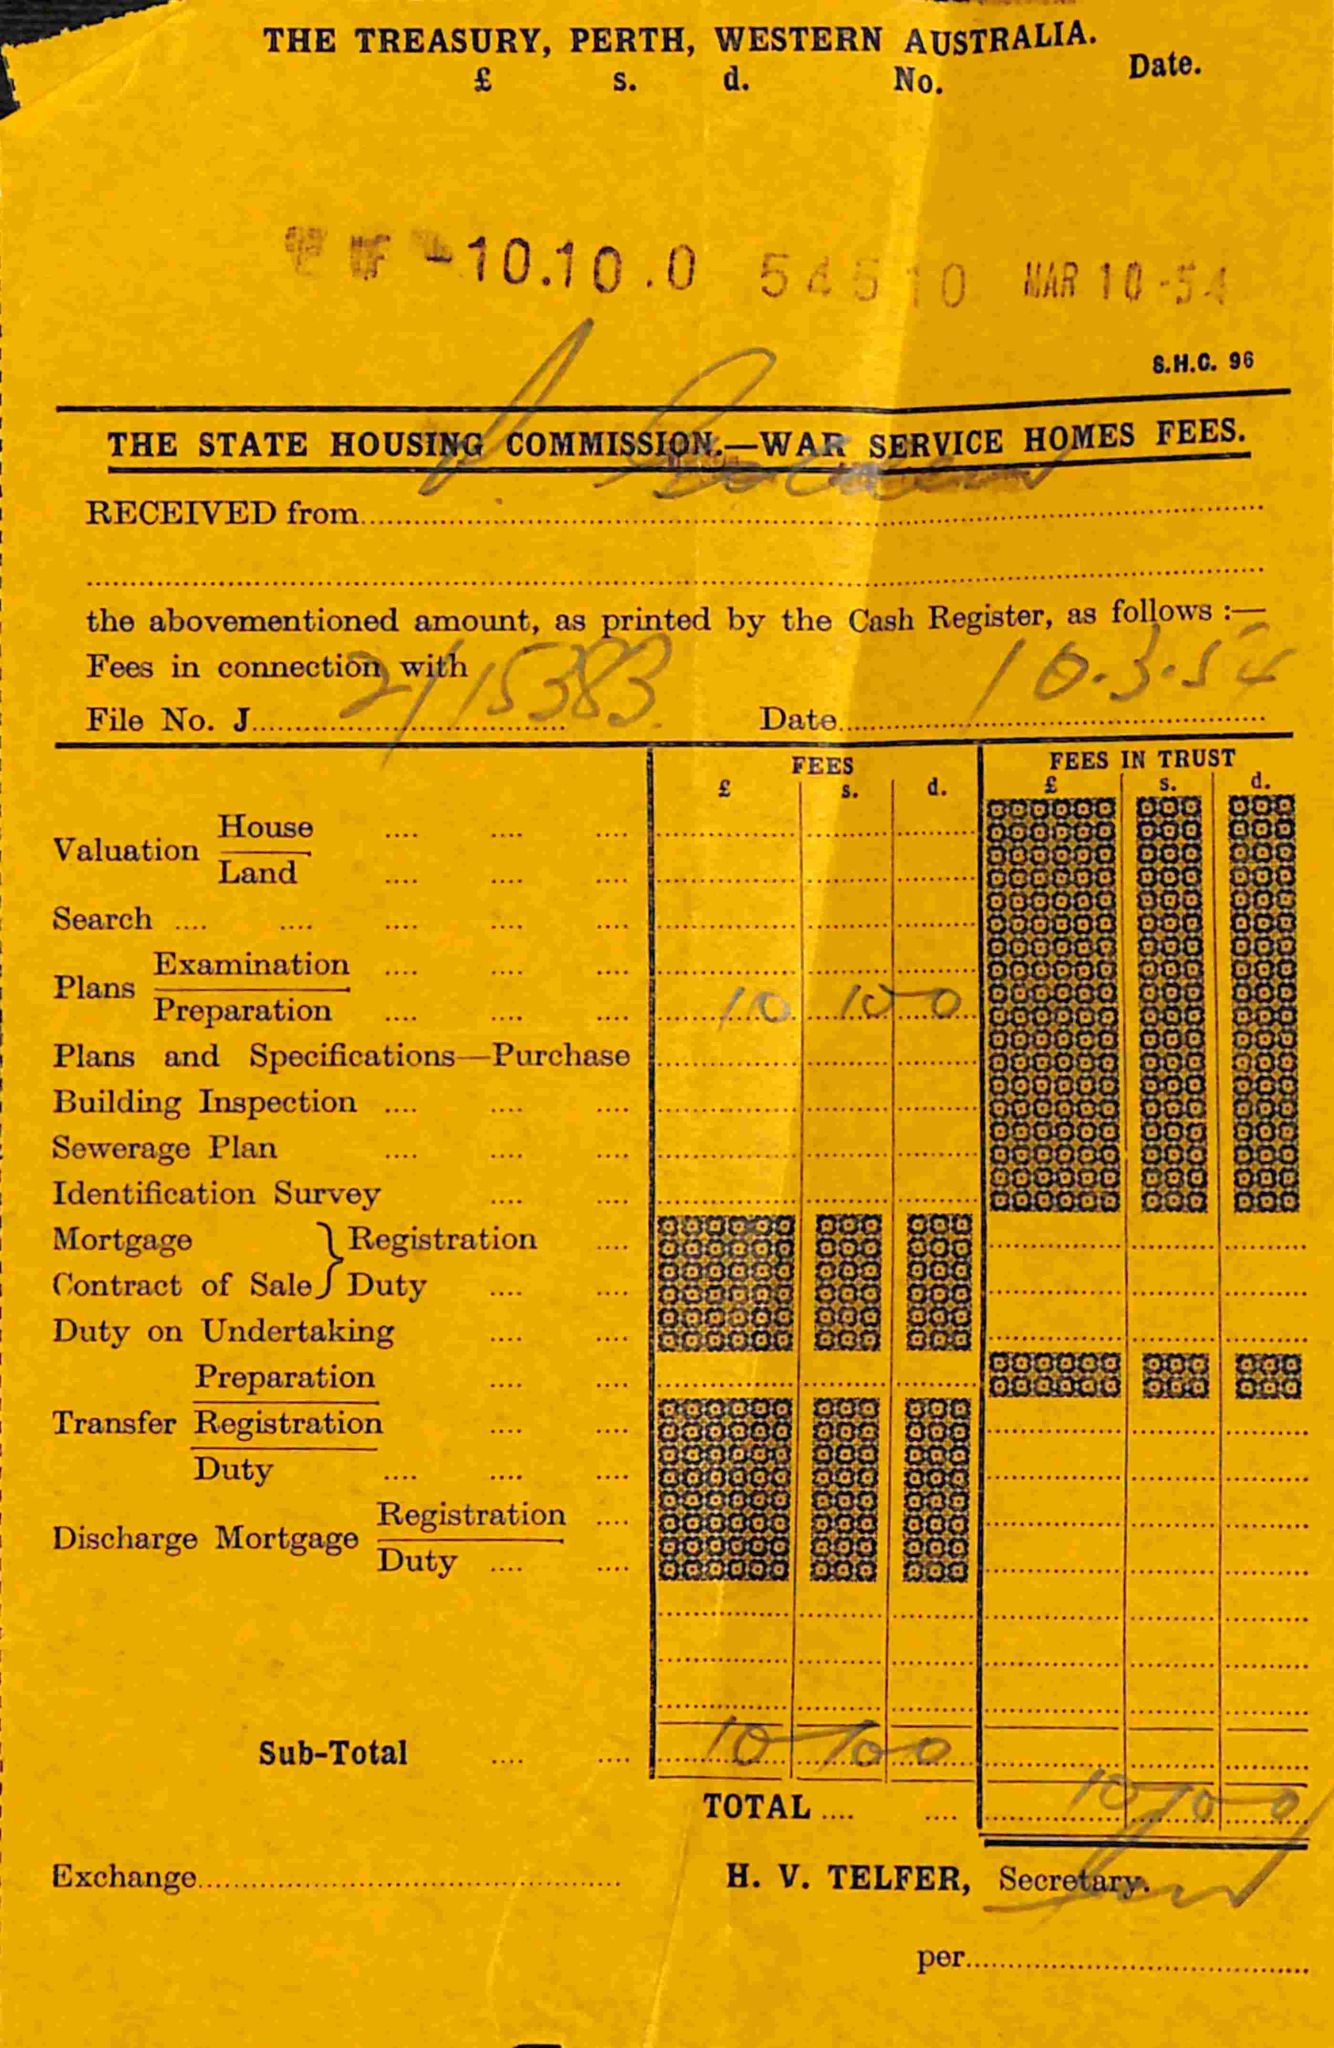 THE TREASURY, PERTH, WESTERN AUSTRALIA.
£ s. d. No. Date.
-10.10.0 54510 MAR 10-54
S.H.C. 96
THE STATE HOUSING COMMISSION.—WAR SERVICE HOMES FEES.
RECEIVED from
the abovementioned amount, as printed by the Cash Register, as follows :—
Fees in connection with
File No. J. 2/15383 Date 10.3.54
FEES FEES IN TRUST
£ s. d. £ s. d.
Valuation House
Land
Search
Plans Examination
Preparation 10 10 0
Plans and Specifications—Purchase
Building Inspection
Sewerage Plan
Identification Survey
Mortgage } Registration
Contract of Sale } Duty
Duty on Undertaking
Preparation
Transfer Registration
Duty
Discharge Mortgage Registration
Duty
Sub-Total 10 10 0
TOTAL 10 10 0
Exchange H. V. TELFER, Secretary.
per